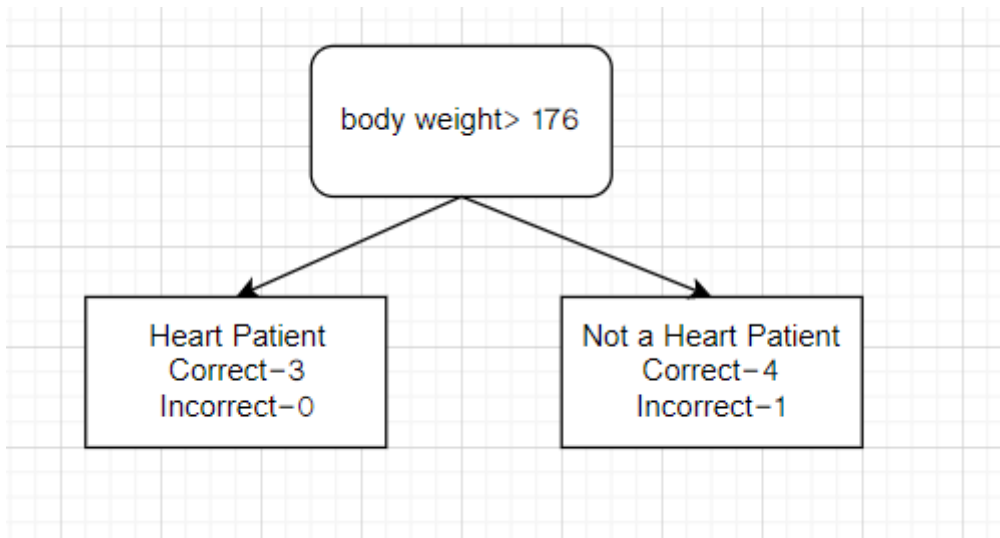 body weight> 176
Heart Patient
Correct-3
Incorrect-0
Not a Heart Patient
Correct-4
Incorrect-1